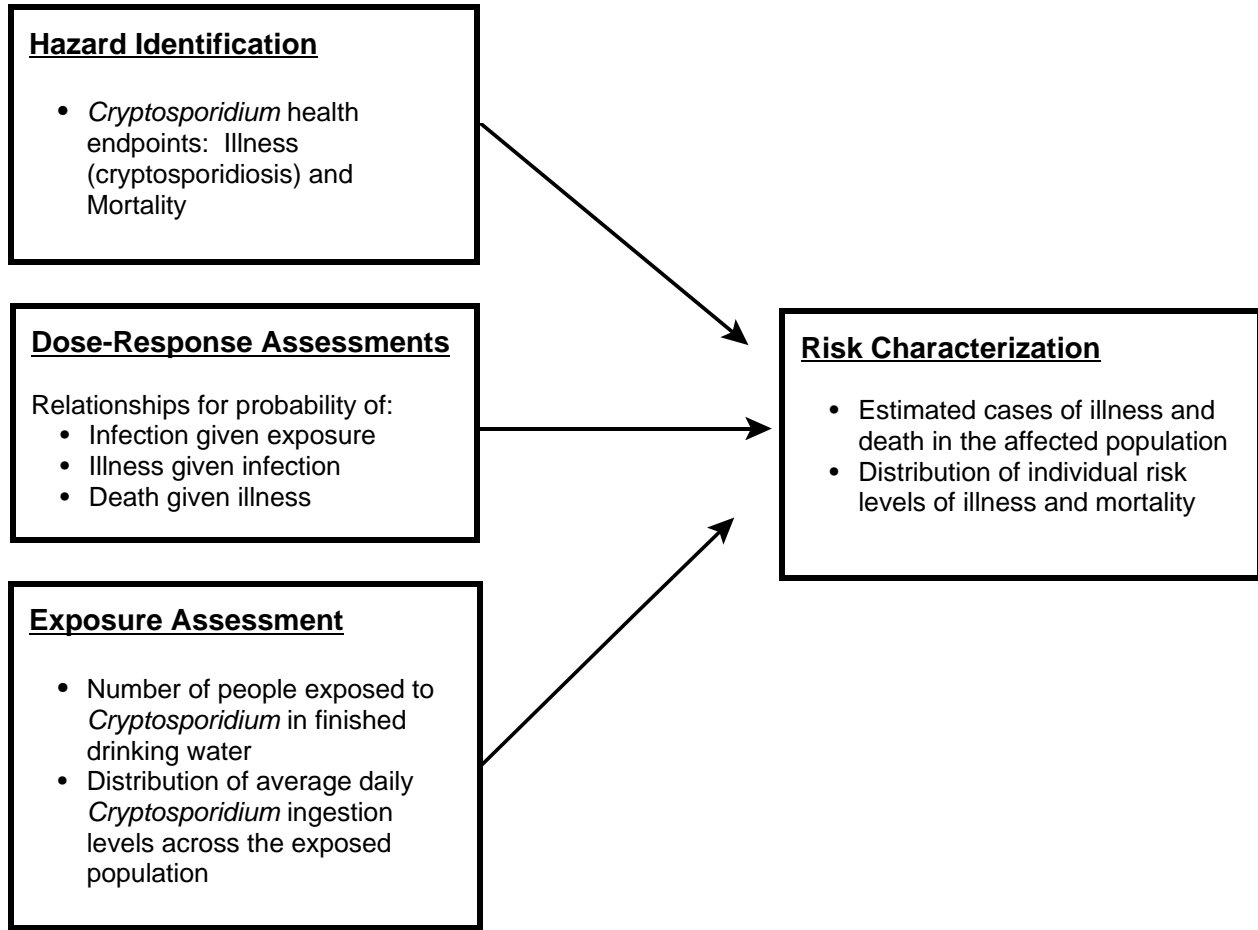 Hazard Identification
• Cryptosporidium health
endpoints: Illness
(cryptosporidiosis) and
Mortality
Dose-Response Assessments
Relationships for probability of:
• Infection given exposure
• Illness given infection
• Death given illness
Exposure Assessment
• Number of people exposed to
Cryptosporidium in finished
drinking water
• Distribution of average daily
Cryptosporidium ingestion
levels across the exposed
population
Risk Characterization
• Estimated cases of illness and
death in the affected population
• Distribution of individual risk
levels of illness and mortality